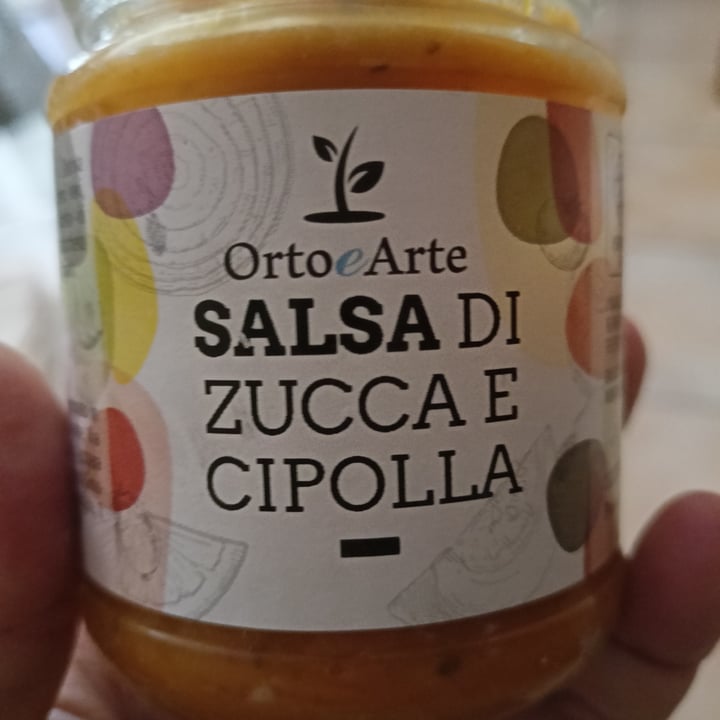 OrtoeArte
SALSA DI
ZUCCA E
CIPOLLA